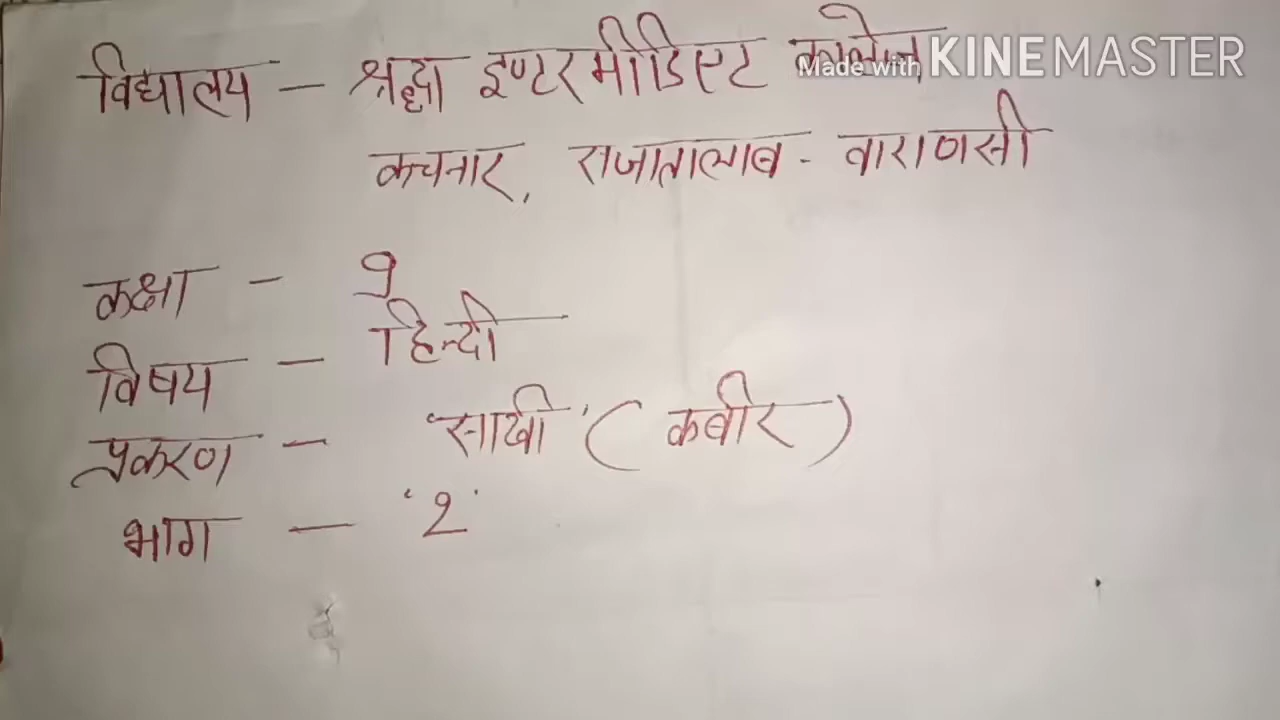 विद्यालय - श्रद्धा इण्टरमीडिएट कालेज
Made with KINEMASTER
कचनार, राजातालाब - वाराणसी
कक्षा - 9
विषय - हिन्दी
प्रकरण - 'साखी' ( कबीर )
भाग - '2'